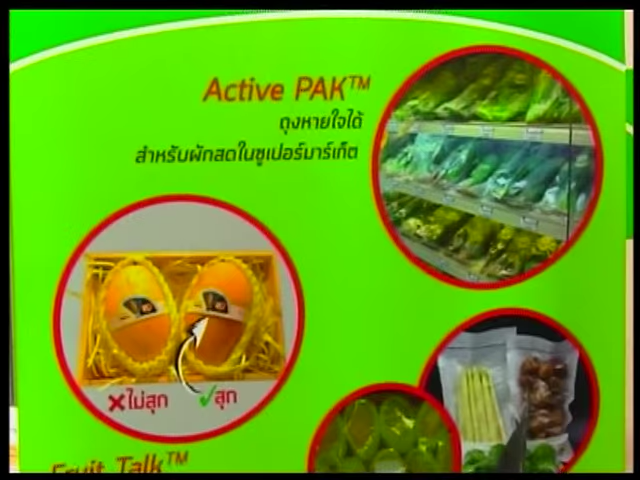 Active PAK™
ถุงหายใจได้
สำหรับผักสดในซูเปอร์มาร์เก็ต
ไม่สุก
สุก
Fruit Talk™